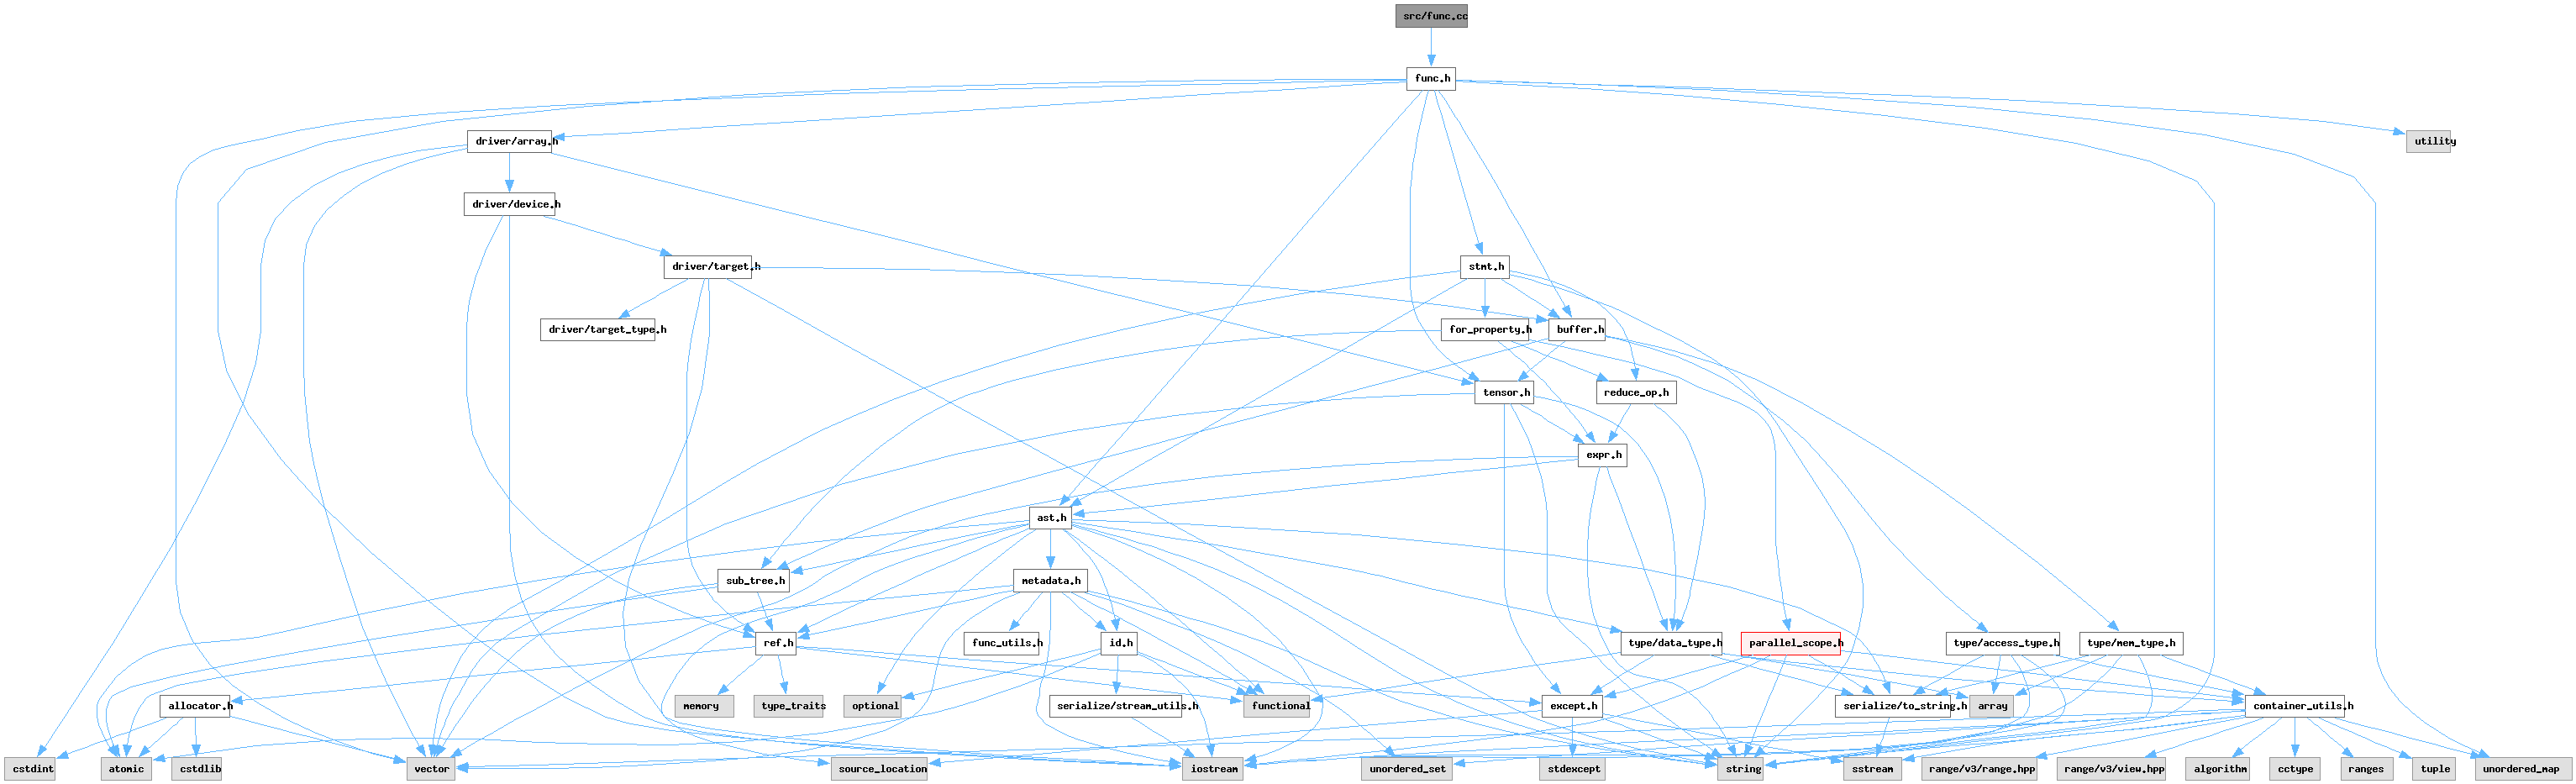 src/func.cc
func.h
driver/array.h
utility
driver/device.h
driver/target.h
stmt.h
driver/target_type.h
for_property.h
buffer.h
tensor.h
reduce_op.h
expr.h
ast.h
sub_tree.h
metadata.h
ref.h
func_utils.h
id.h
type/data_type.h
parallel_scope.h
type/access_type.h
type/mem_type.h
allocator.h
memory
type_traits
optional
serialize/stream_utils.h
functional
except.h
serialize/to_string.h
array
container_utils.h
cstdint
atomic
cstdlib
vector
source_location
iostream
unordered_set
stdexcept
string
sstream
range/v3/range.hpp
range/v3/view.hpp
algorithm
cctype
ranges
tuple
unordered_map